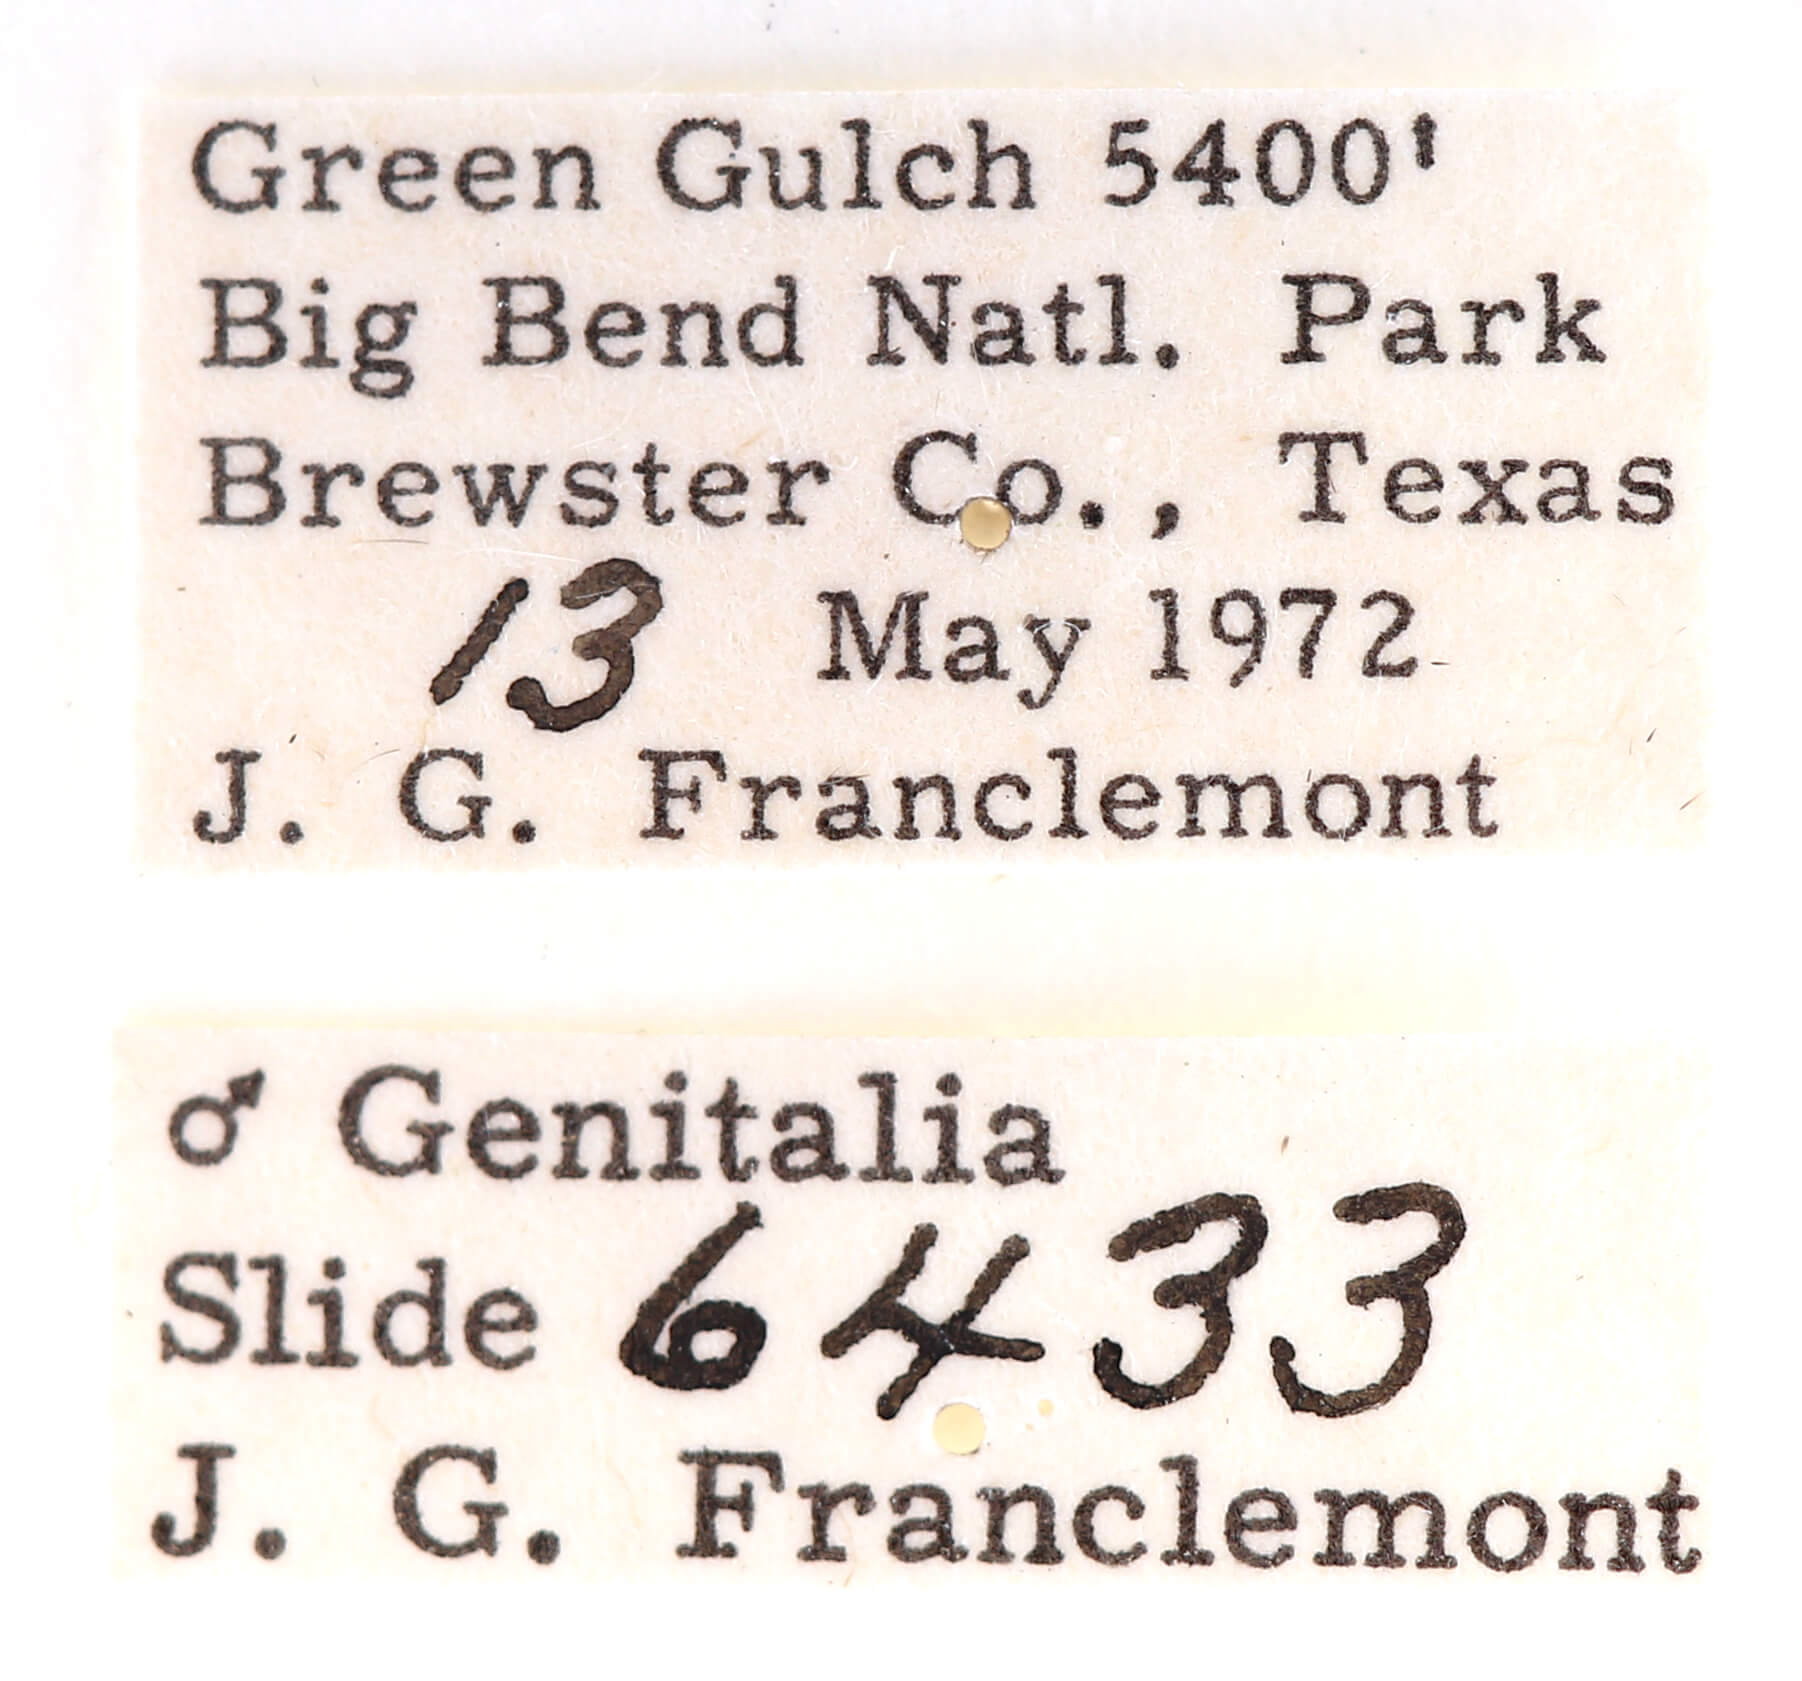 Green Gulch 5400'
Big Bend Natl. Park
Brewster Co., Texas
13 May 1972
J. G. Franclemont
♂ Genitalia
Slide 6433
J. G. Franclemont